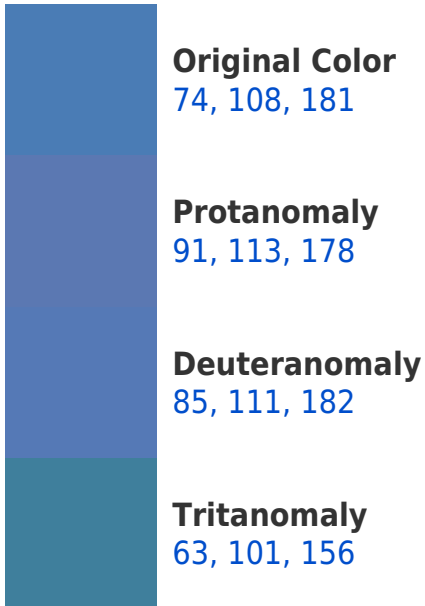 Original Color
74, 108, 181
Protanomaly
91, 113, 178
Deuteranomaly
85, 111, 182
Tritanomaly
63, 101, 156